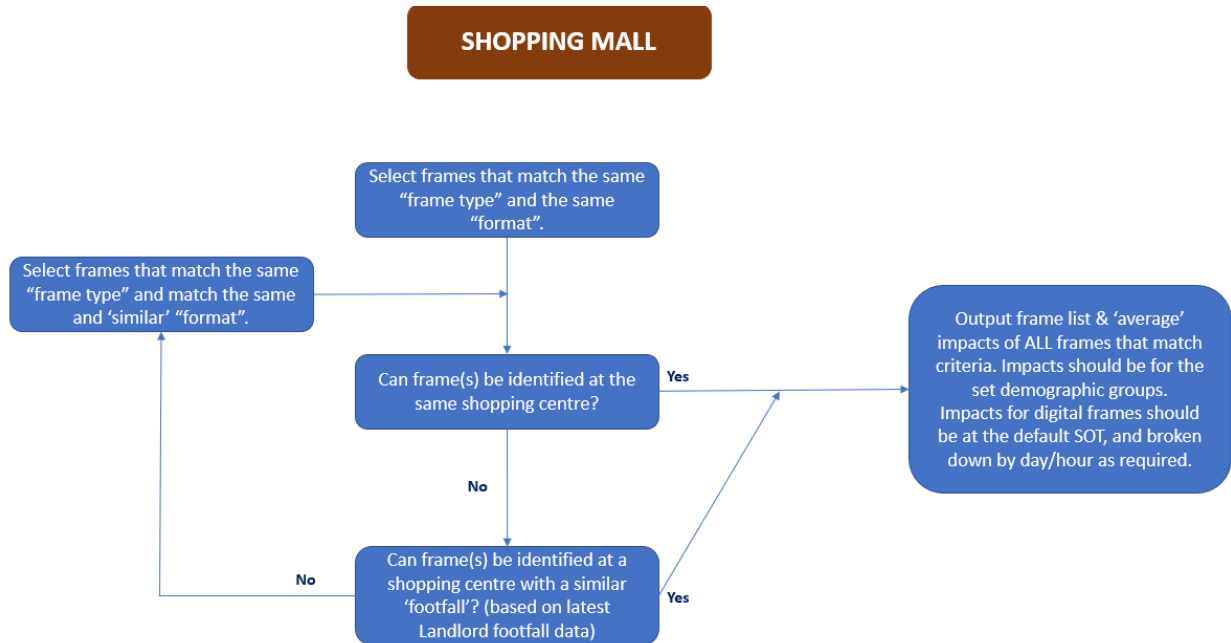 SHOPPING MALL
Select frames that match the same
“frame type” and the same
“format”.
Select frames that match the same
“frame type” and match the same
and ‘similar’ “format”.
Can frame(s) be identified at the
same shopping centre?
Yes
Output frame list & ‘average’
impacts of ALL frames that match
criteria. Impacts should be for the
set demographic groups.
Impacts for digital frames should
be at the default SOT, and broken
down by day/hour as required.
No
Can frame(s) be identified at a
shopping centre with a similar
‘footfall’? (based on latest
Landlord footfall data)
No
Yes